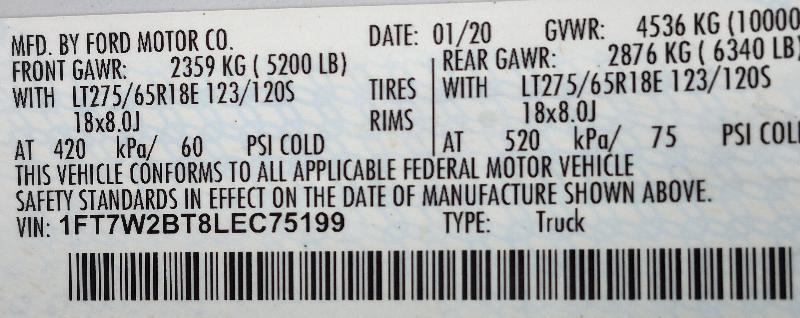 MFD. BY FORD MOTOR CO. DATE: 01/20 GVWR: 4536 KG (10000
FRONT GAWR: 2359 KG ( 5200 LB) REAR GAWR: 2876 KG ( 6340 LB)
WITH LT275/65R18E 123/120S TIRES WITH LT275/65R18E 123/120S
18x8.0J RIMS 18x8.0J
AT 420 kPa/ 60 PSI COLD AT 520 kPa/ 75 PSI COL
THIS VEHICLE CONFORMS TO ALL APPLICABLE FEDERAL MOTOR VEHICLE
SAFETY STANDARDS IN EFFECT ON THE DATE OF MANUFACTURE SHOWN ABOVE.
VIN: 1FT7W2BT8LEC75199 TYPE: Truck